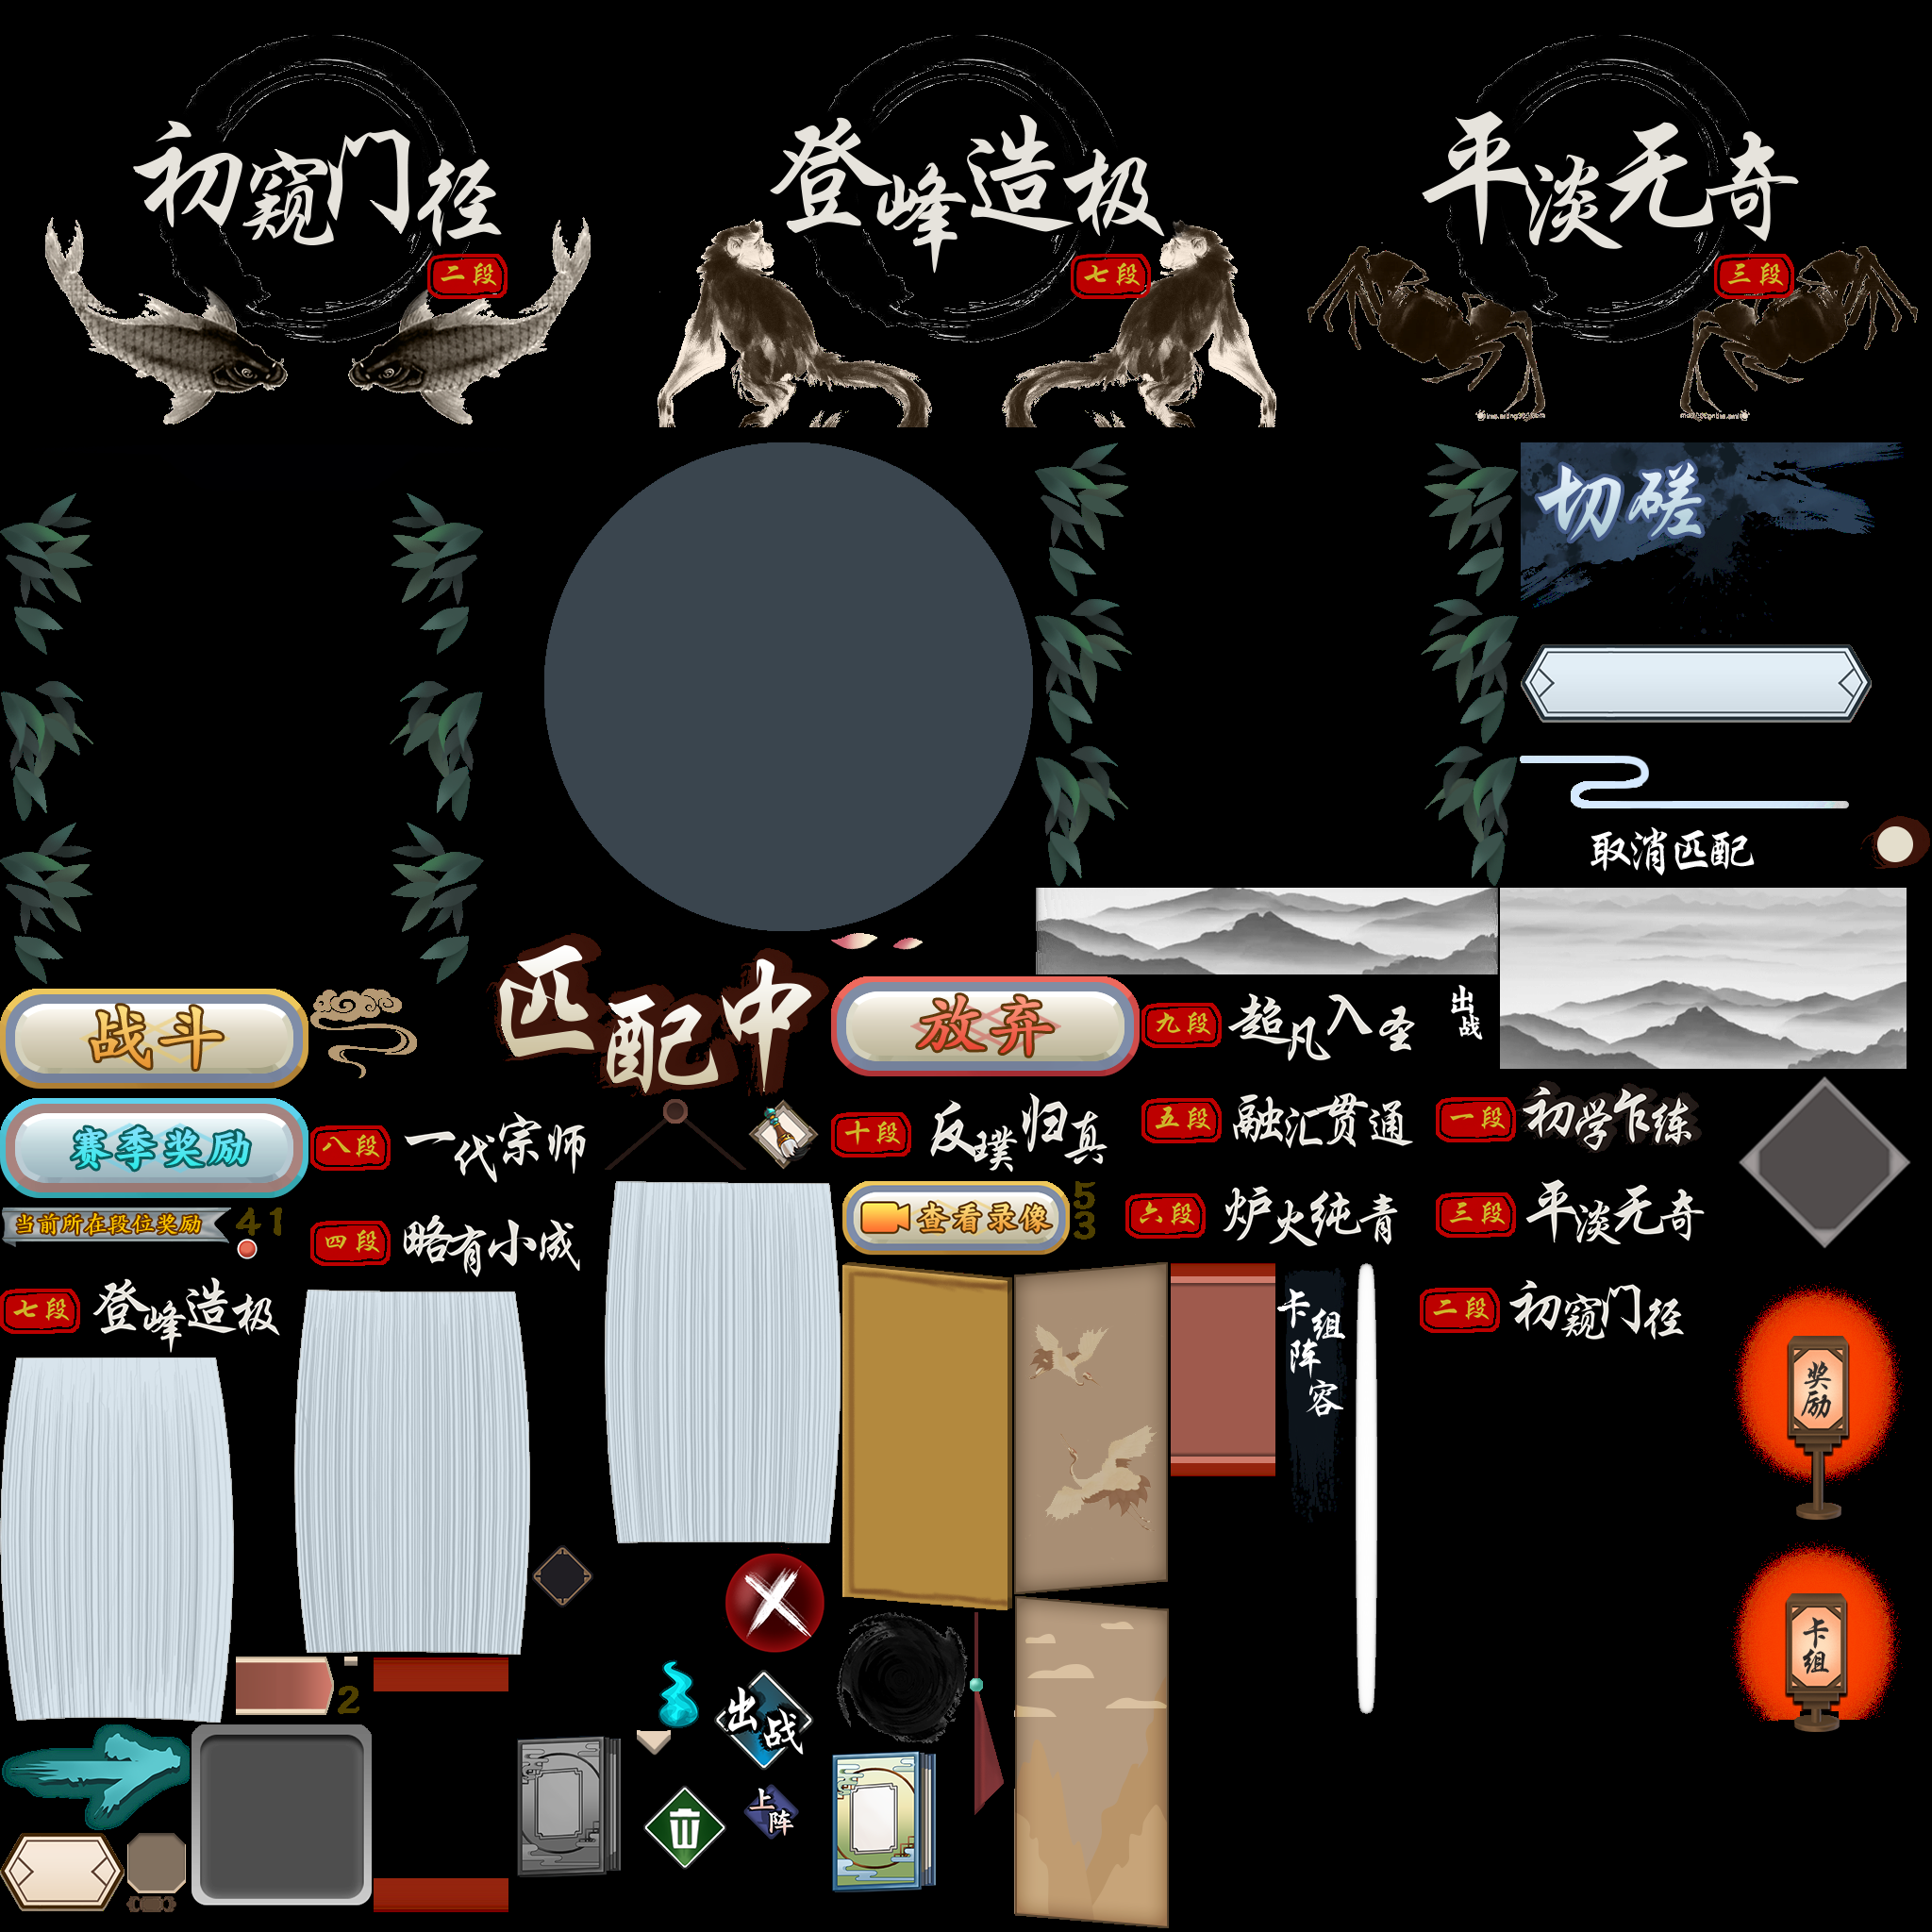 初窥门径
二段
登峰造极
七段
平淡无奇
三段
切磋
取消匹配
匹配中
战斗
放弃
九段
超凡入圣
出战
赛季奖励
八段
一代宗师
十段
反璞归真
五段
融汇贯通
一段
初学乍练
当前所在段位奖励
41
四段
略有小成
查看录像
5
3
六段
炉火纯青
三段
平淡无奇
七段
登峰造极
卡组阵容
二段
初窥门径
奖励
卡组
2
出战
上阵